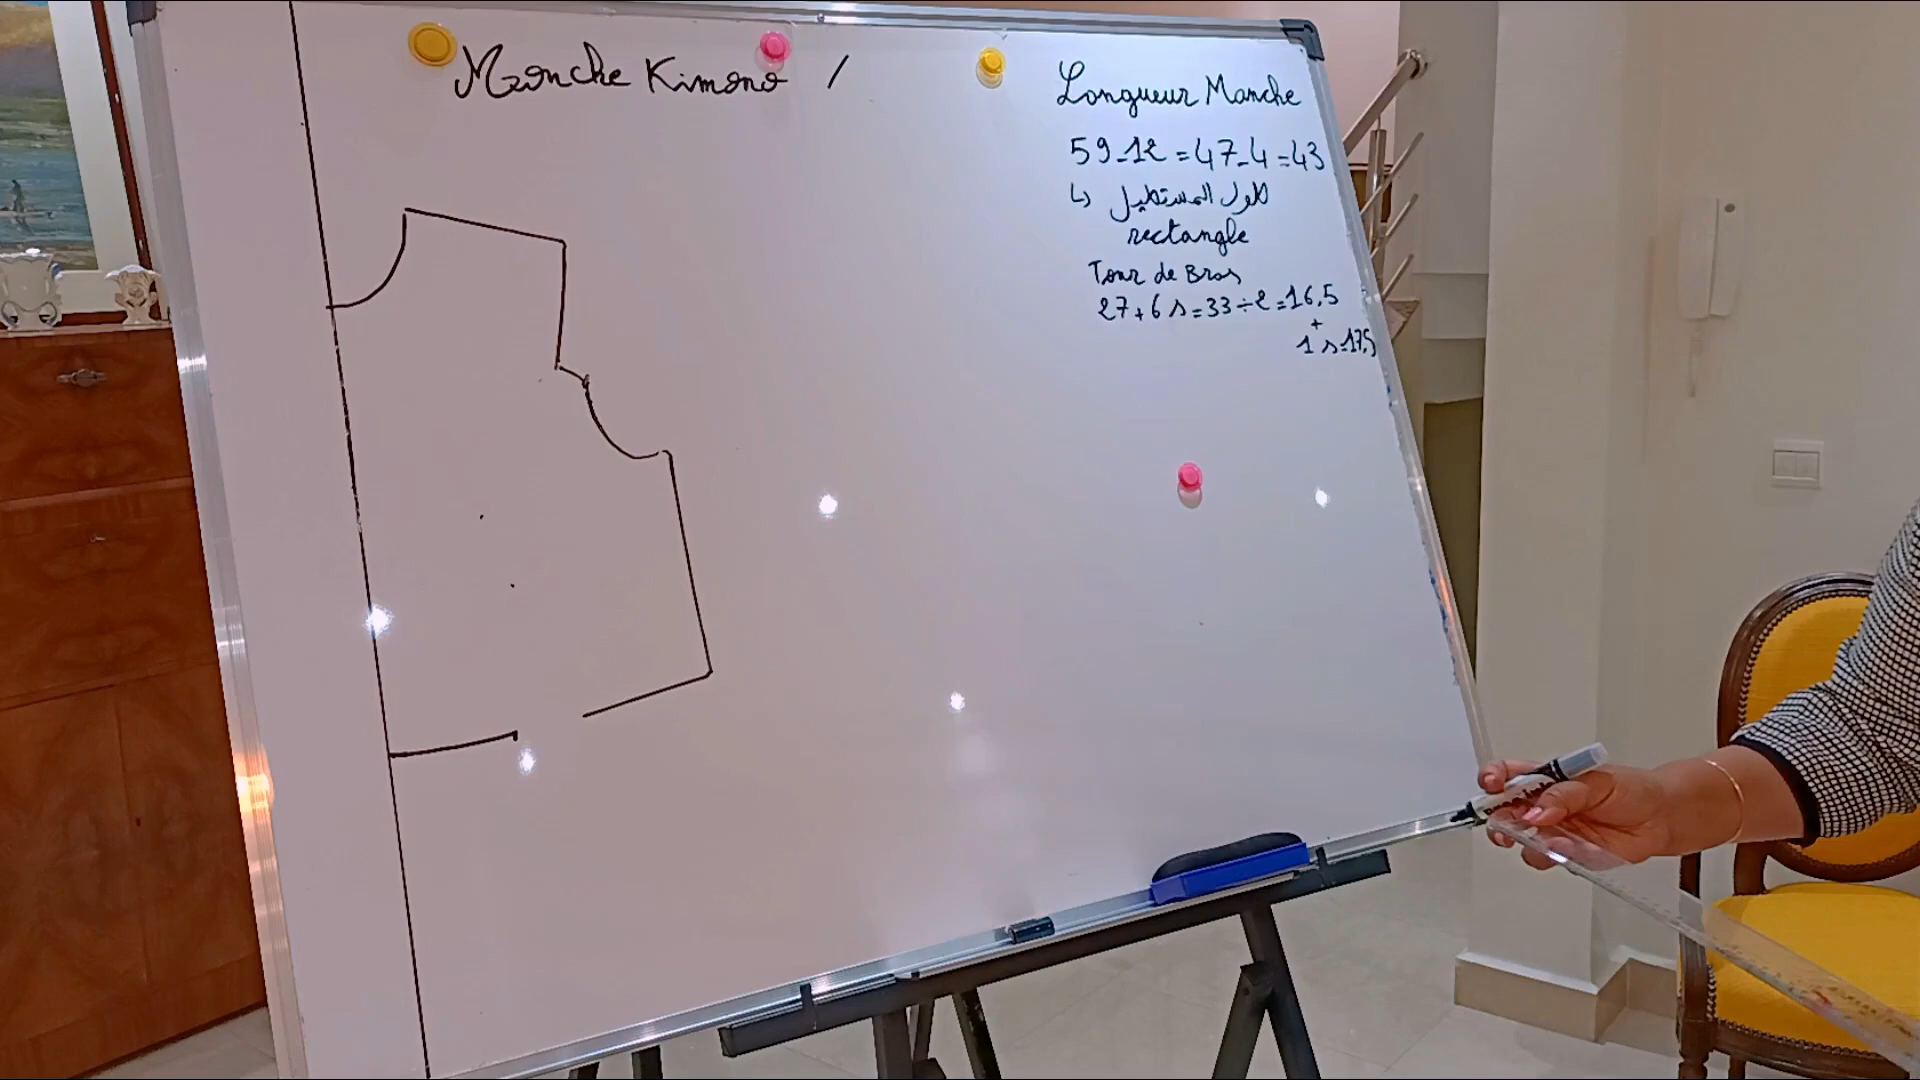 Manche Kimono /
Longueur Manche
59-12 = 47-4 = 43
↳ طول المستطيل
rectangle
Tour de Bras
27+6 s = 33 ÷ 2 = 16,5
+
1 s = 17,5